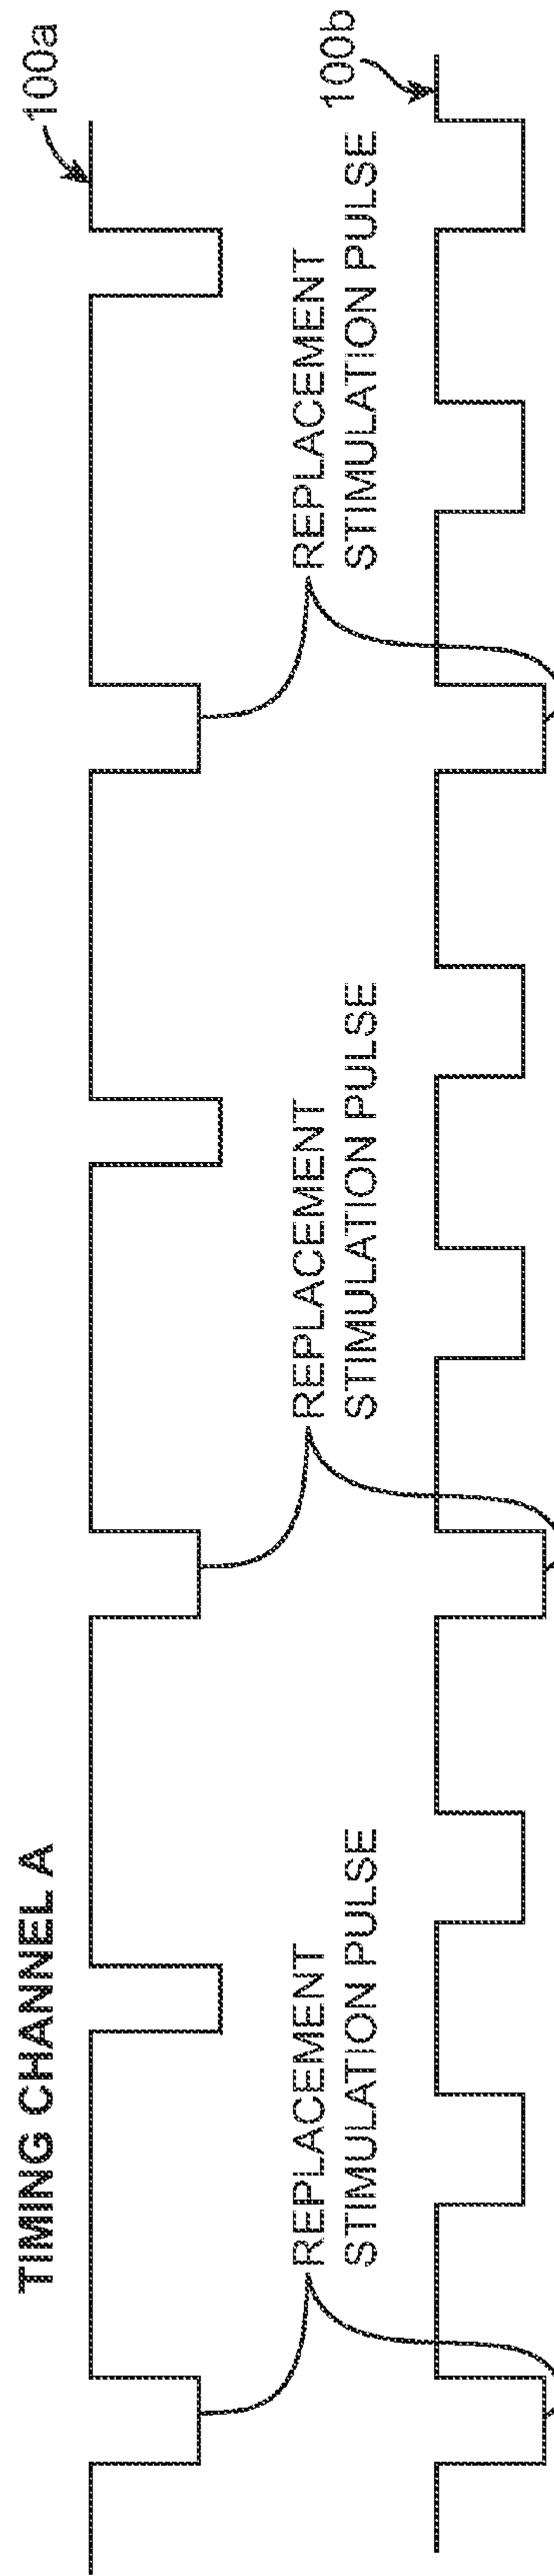 TIMING CHANNEL A
100a
REPLACEMENT
STIMULATION PULSE
REPLACEMENT
STIMULATION PULSE
REPLACEMENT
STIMULATION PULSE
100b